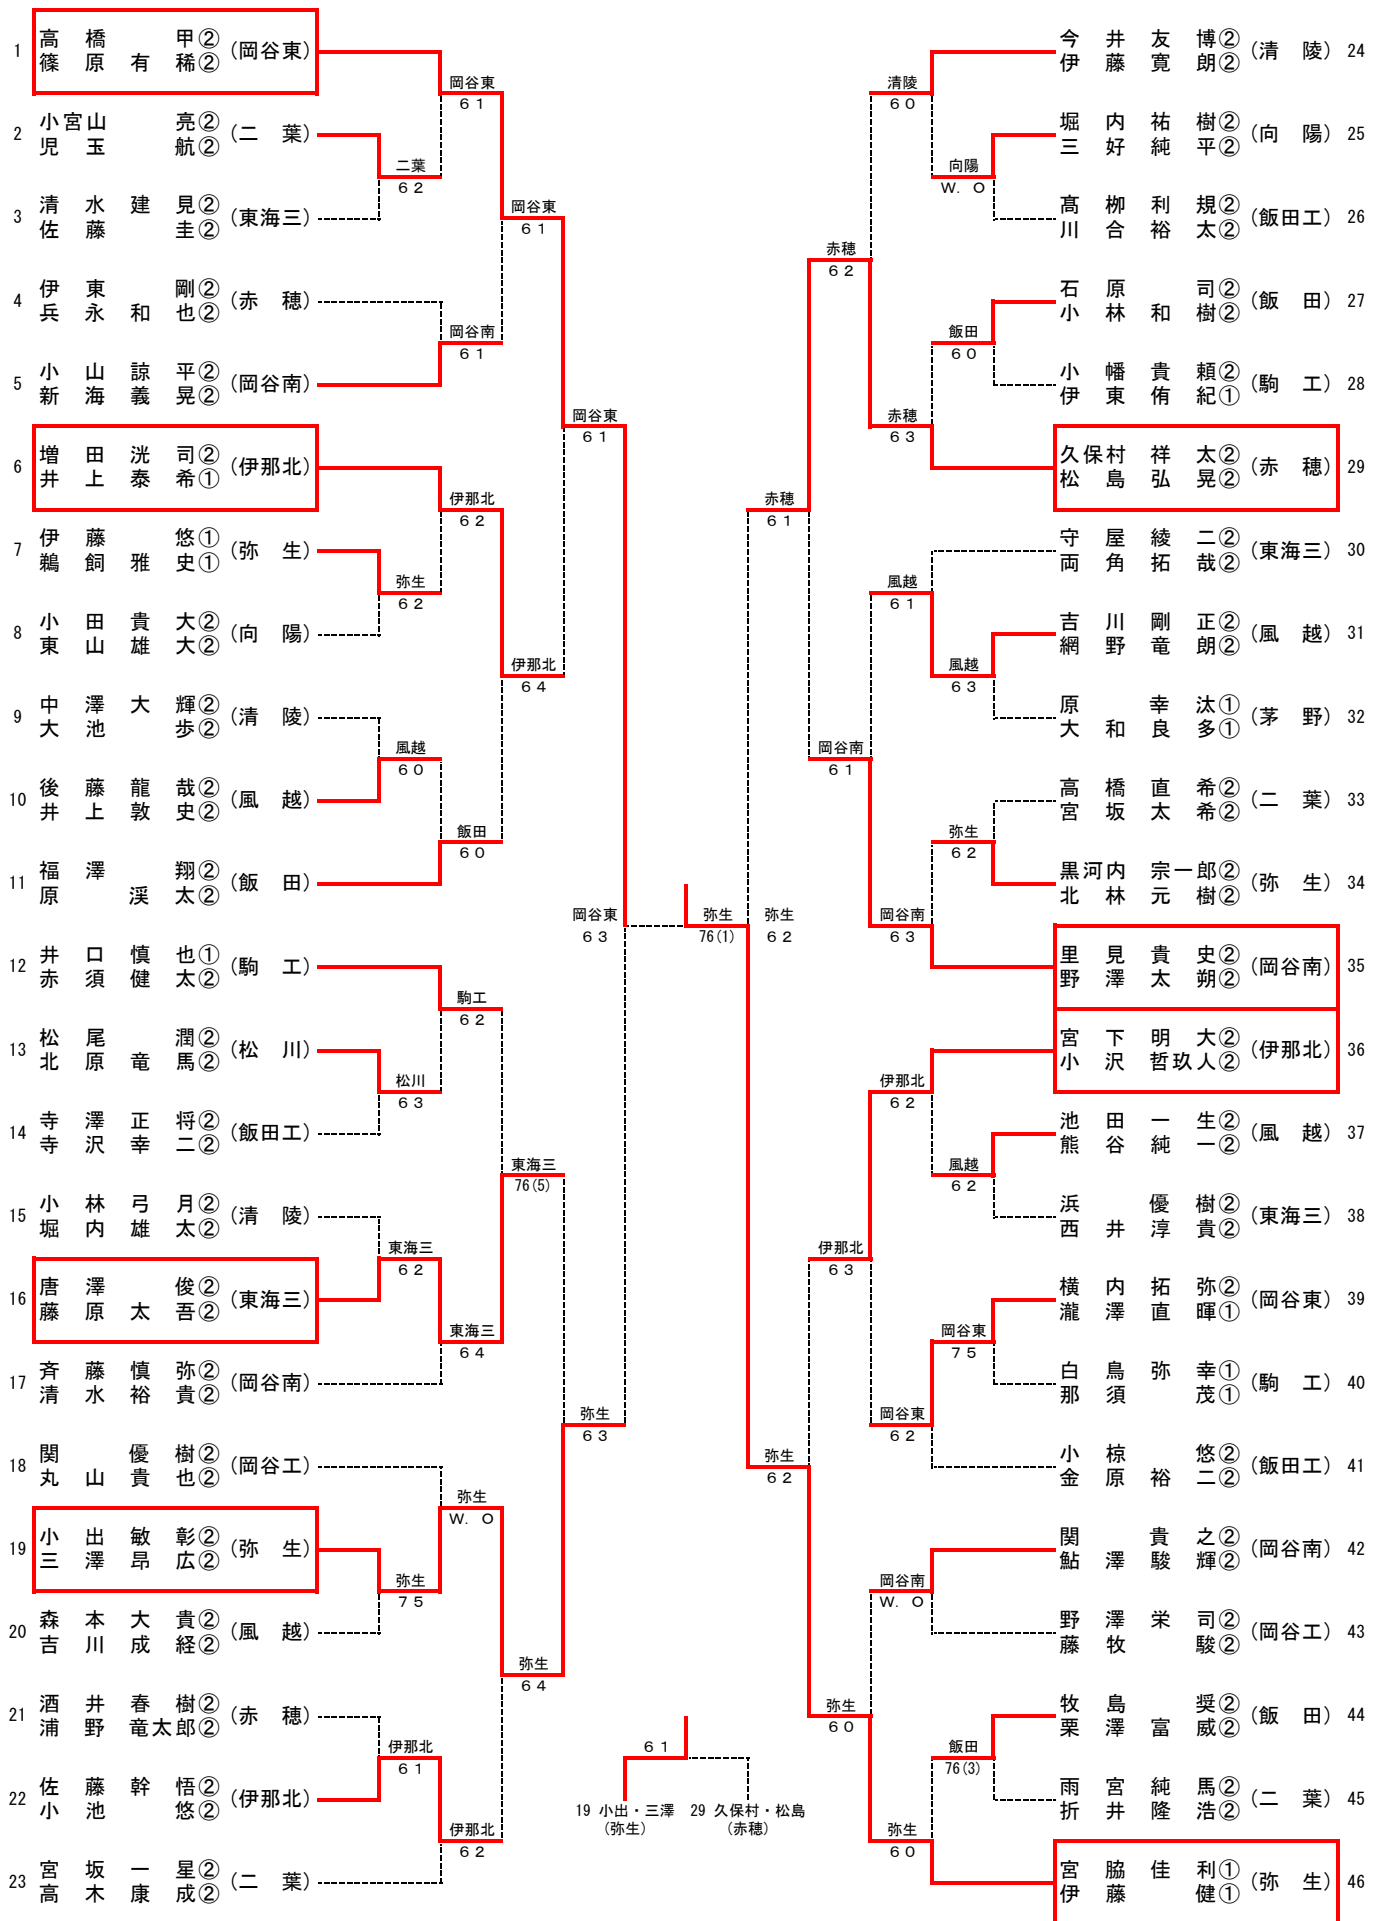 1 高橋 甲② (岡谷東)
篠原有稀②
2 小宮山 亮② (二 葉)
児玉 航②
3 清水建見② (東海三)
佐藤 圭②
4 伊東 剛② (赤 穂)
兵永和也②
5 小山諒平② (岡谷南)
新海義晃②
6 増田洸司② (伊那北)
井上泰希①
7 伊藤 悠① (弥 生)
鵜飼雅史①
8 小田貴大② (向 陽)
東山雄大②
9 中澤大輝② (清 陵)
大池 歩②
10 後藤龍哉② (風 越)
井上敦史②
11 福澤 翔② (飯 田)
原 渓太②
12 井口慎也① (駒 工)
赤須健太②
13 松尾 潤② (松 川)
北原竜馬②
14 寺澤正将② (飯田工)
寺沢幸二②
15 小林弓月② (清 陵)
堀内雄太②
16 唐澤 俊② (東海三)
藤原太吾②
17 斉藤慎弥② (岡谷南)
清水裕貴②
18 関 優樹② (岡谷工)
丸山貴也②
19 小出敏彰② (弥 生)
三澤昂広②
20 森本大貴② (風 越)
吉川成経②
21 酒井春樹② (赤 穂)
浦野竜太郎②
22 佐藤幹悟② (伊那北)
小池 悠②
23 宮坂一星② (二 葉)
高木康成②
二葉
62
弥生
62
風越
60
松川
63
東海三
62
弥生
75
伊那北
61
岡谷東
61
岡谷南
61
伊那北
62
飯田
60
駒工
62
東海三
64
弥生
W.O
伊那北
62
岡谷東
61
伊那北
64
東海三
76(5)
弥生
64
岡谷東
61
弥生
63
岡谷東
63
弥生
76(1)
弥生
62
61
19 小出・三澤
(弥生)
29 久保村・松島
(赤穂)
赤穂
61
弥生
62
赤穂
62
岡谷南
61
伊那北
63
弥生
60
清陵
60
赤穂
63
風越
61
岡谷南
63
伊那北
62
岡谷東
62
岡谷南
W.O
弥生
60
向陽
W.O
飯田
60
風越
63
弥生
62
風越
62
岡谷東
75
飯田
76(3)
今井友博② (清 陵) 24
伊藤寛朗②
堀内祐樹② (向 陽) 25
三好純平②
髙柳利規② (飯田工) 26
川合裕太②
石原 司② (飯 田) 27
小林和樹②
小幡貴頼② (駒 工) 28
伊東侑紀①
久保村祥太② (赤 穂) 29
松島弘晃②
守屋綾二② (東海三) 30
両角拓哉②
吉川剛正② (風 越) 31
網野竜朗②
原 幸汰① (茅 野) 32
大和良多①
高橋直希② (二 葉) 33
宮坂太希②
黒河内宗一郎② (弥 生) 34
北林元樹②
里見貴史② (岡谷南) 35
野澤太朔②
宮下明大② (伊那北) 36
小沢哲玖人②
池田一生② (風 越) 37
熊谷純一②
浜 優樹② (東海三) 38
西井淳貴②
横内拓弥② (岡谷東) 39
瀧澤直暉①
白鳥弥幸① (駒 工) 40
那須 茂①
小椋 悠② (飯田工) 41
金原裕二②
関 貴之② (岡谷南) 42
鮎澤駿輝②
野澤栄司② (岡谷工) 43
藤牧 駿②
牧島 奨② (飯 田) 44
栗澤富威②
雨宮純馬② (二 葉) 45
折井隆浩②
宮脇佳利① (弥 生) 46
伊藤 健①